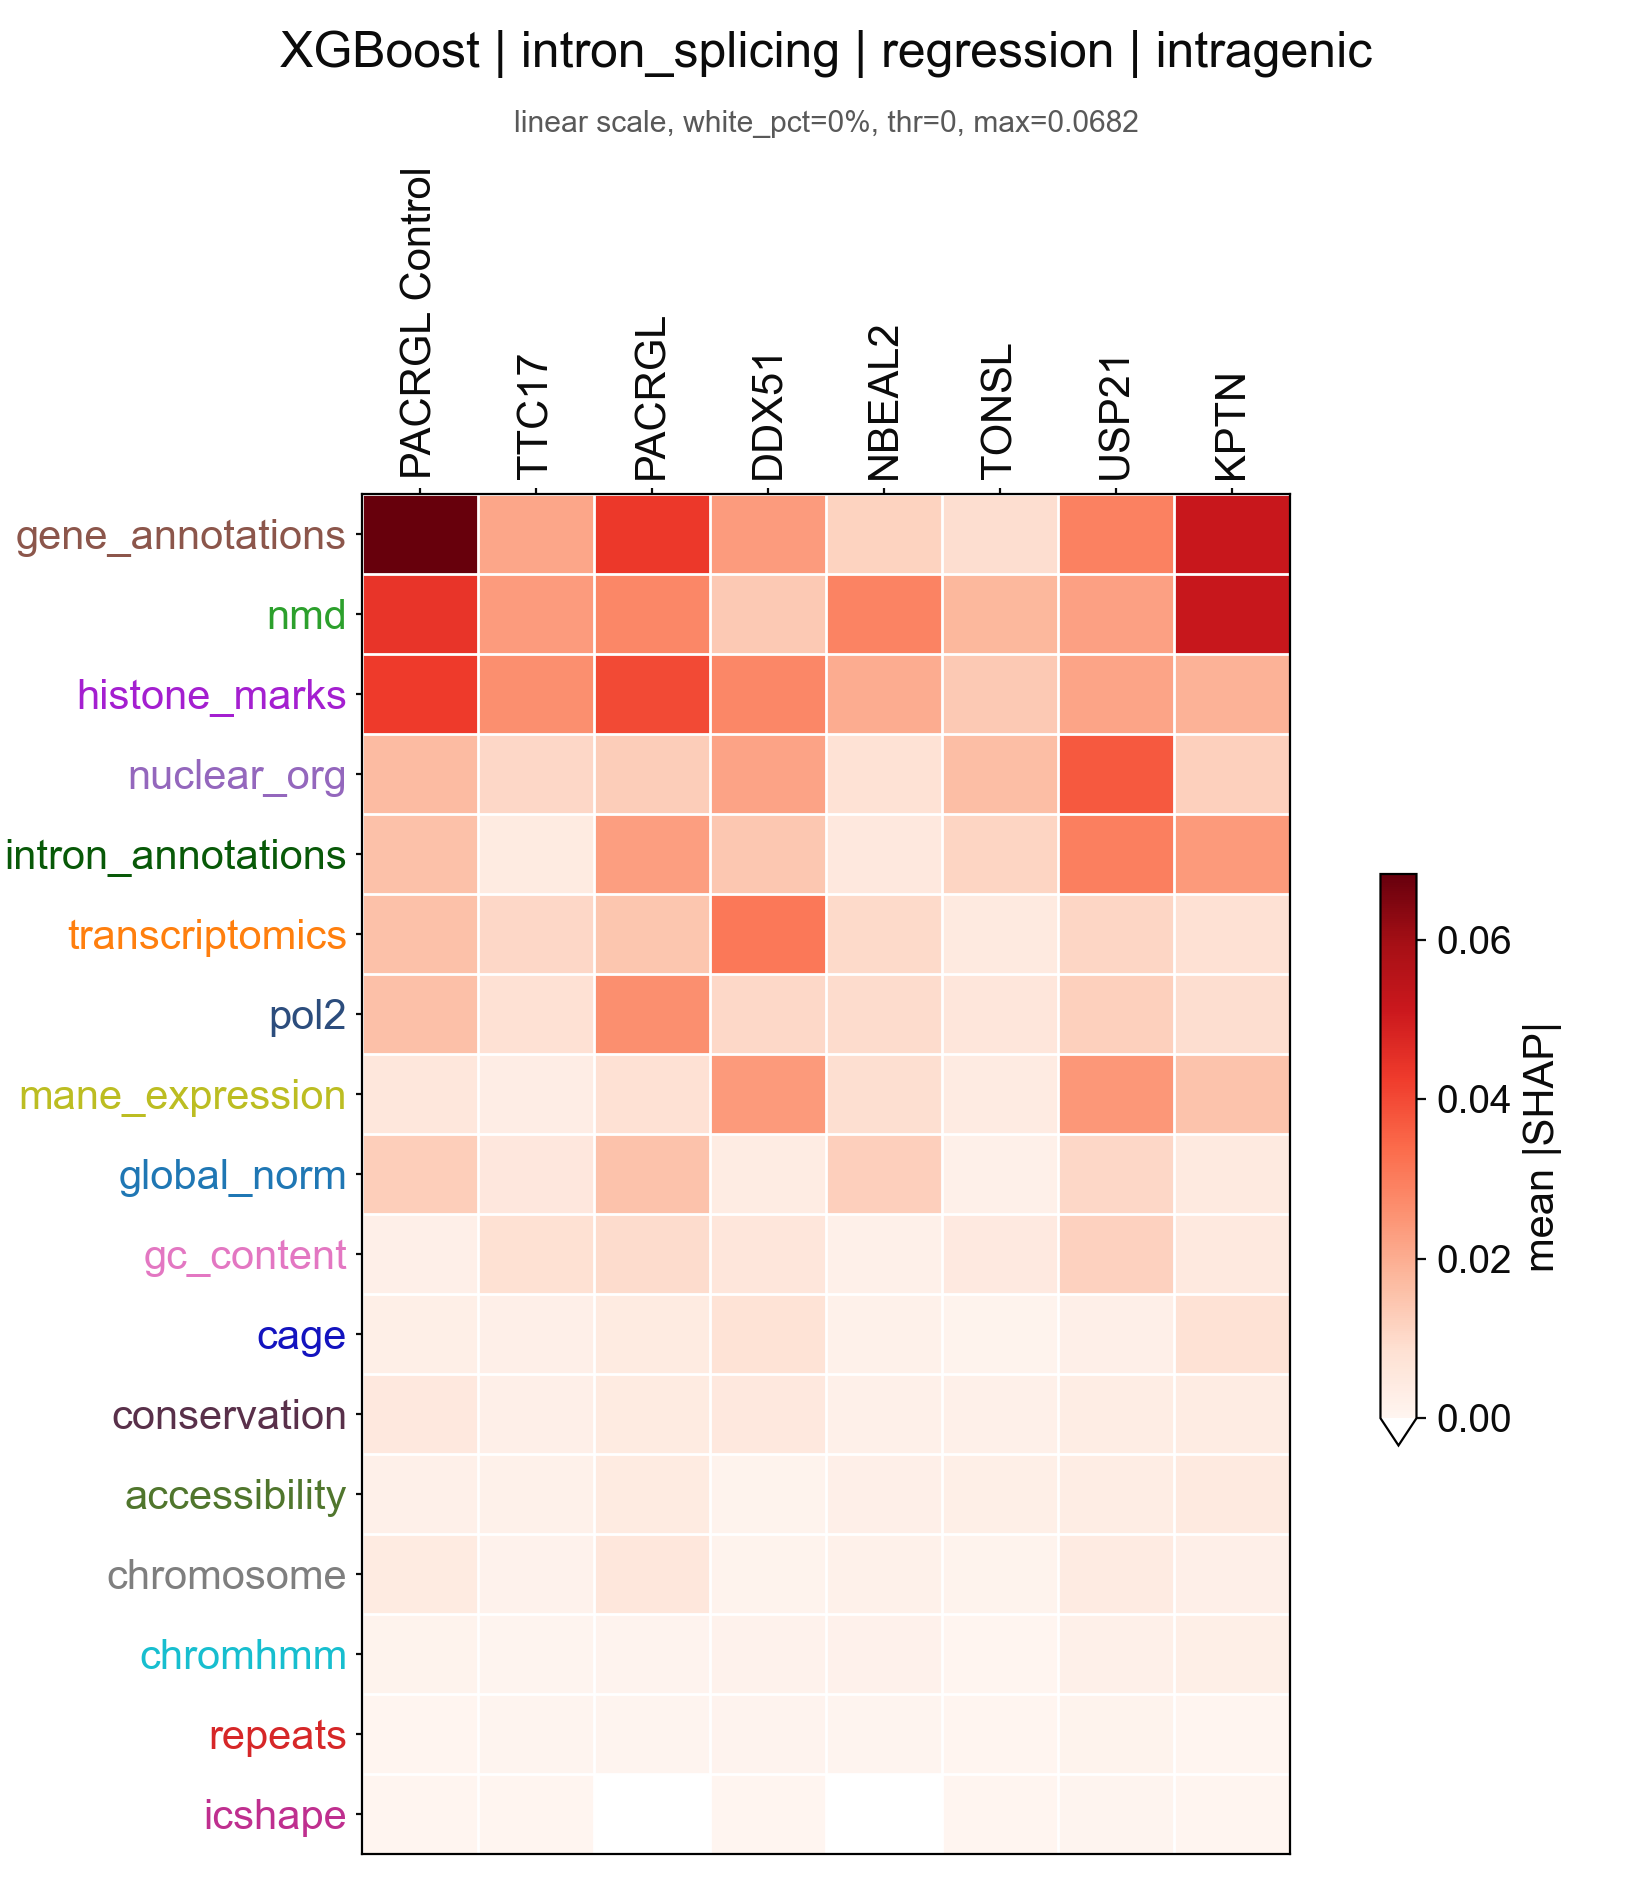 XGBoost | intron_splicing | regression | intragenic
linear scale, white_pct=0%, thr=0, max=0.0682
PACRGL Control
TTC17
PACRGL
DDX51
NBEAL2
TONSL
USP21
KPTN
gene_annotations
nmd
histone_marks
nuclear_org
intron_annotations
transcriptomics
pol2
mane_expression
global_norm
gc_content
cage
conservation
accessibility
chromosome
chromhmm
repeats
icshape
0.06
0.04
0.02
0.00
mean |SHAP|